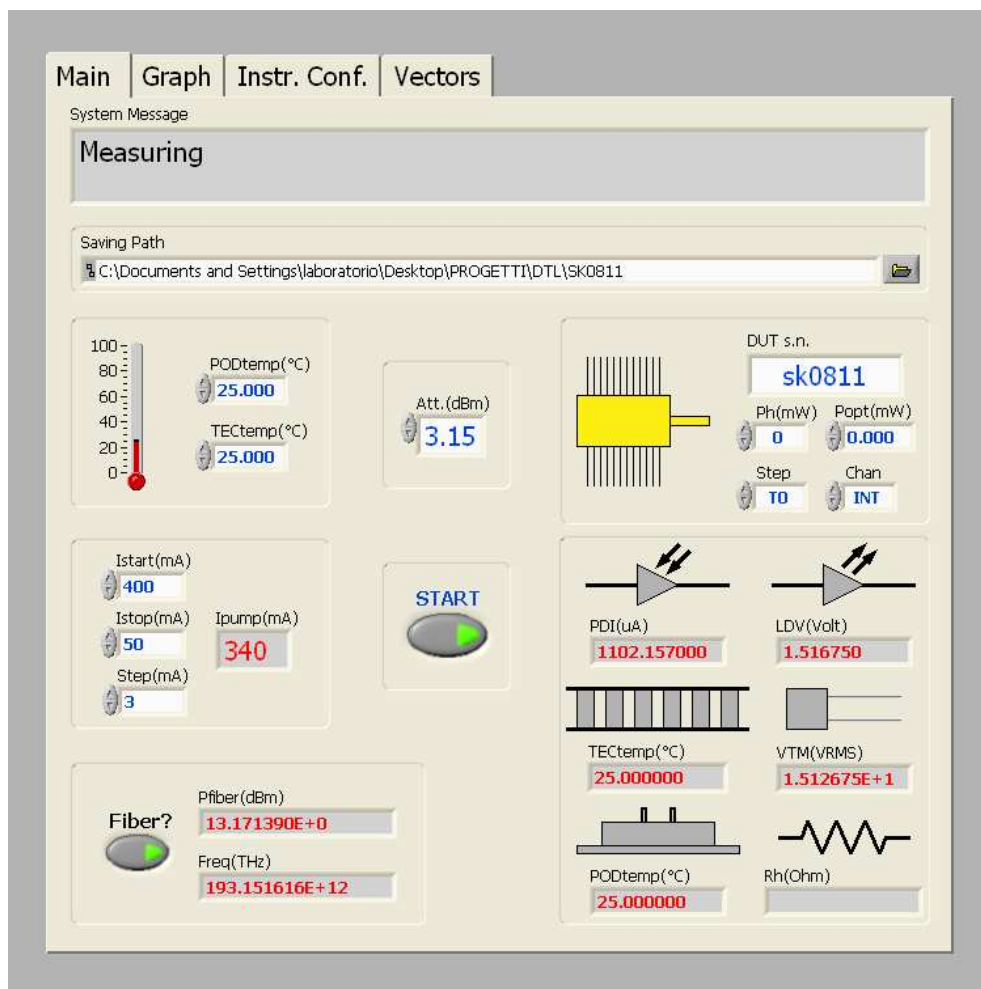 Main Graph Instr. Conf. Vectors
System Message
Measuring
Saving Path
C:\Documents and Settings\laboratorio\Desktop\PROGETTI\DTL\SK0811
100
80
60
40
20
0
PODtemp(°C)
25.000
TECtemp(°C)
25.000
Att.(dBm)
3.15
DUT s.n.
sk0811
Ph(mW) Popt(mW)
0 0.000
Step Chan
T0 INT
Istart(mA)
400
Istop(mA) Ipump(mA)
50 340
Step(mA)
3
START
PDI(uA) LDV(Volt)
1102.157000 1.516750
TECtemp(°C) VTM(VRMS)
25.000000 1.512675E+1
PODtemp(°C) Rh(Ohm)
25.000000
Fiber?
Pfiber(dBm)
13.171390E+0
Freq(THz)
193.151616E+12